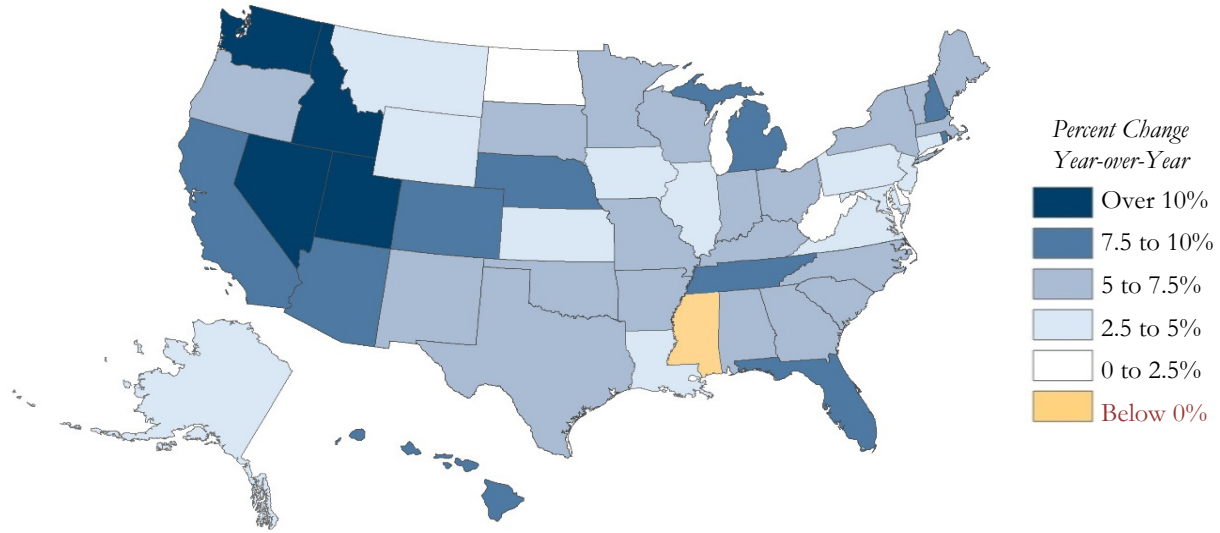 Percent Change
Year-over-Year
Over 10%
7.5 to 10%
5 to 7.5%
2.5 to 5%
0 to 2.5%
Below 0%